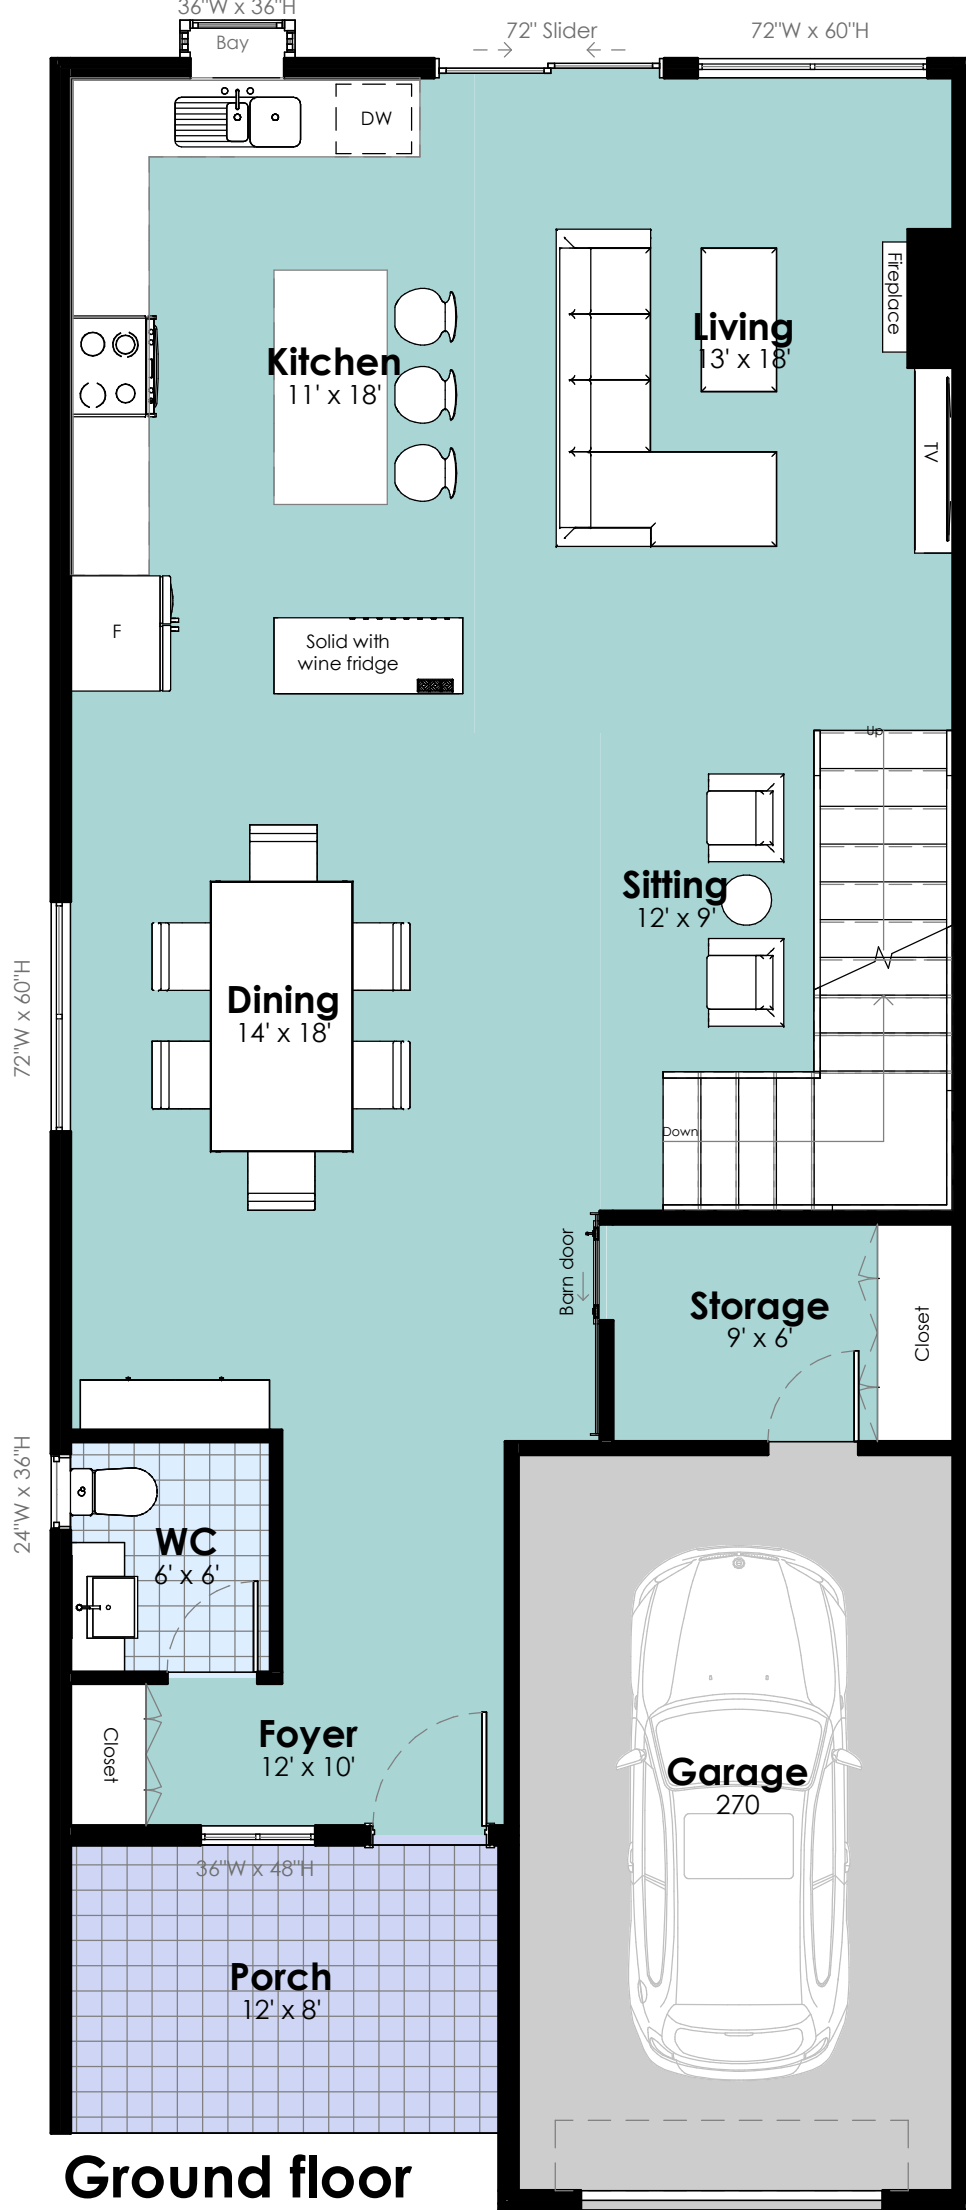 36"W x 36"H
Bay
72" Slider
72"W x 60"H
DW
Fireplace
Living
13' x 18'
Kitchen
11' x 18'
TV
F
Solid with
wine fridge
Up
Sitting
12' x 9'
72"W x 60"H
Dining
14' x 18'
Down
Barn door
Storage
9' x 6'
Closet
24"W x 36"H
WC
6' x 6'
Closet
Foyer
12' x 10'
Garage
270
36"W x 48"H
Porch
12' x 8'
Ground floor